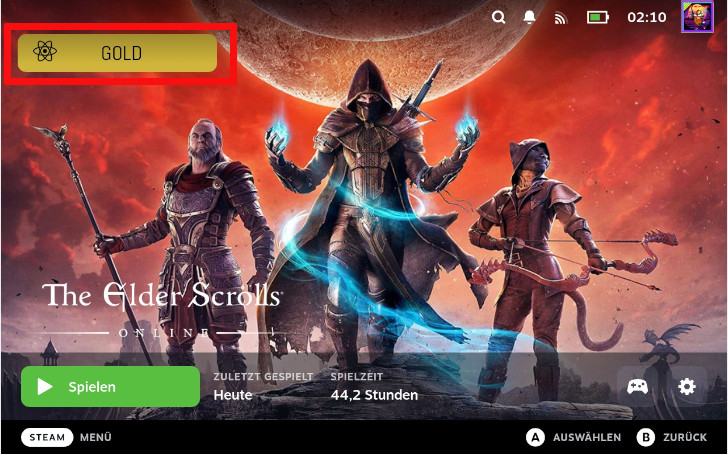 02:10
GOLD
The Elder Scrolls
ONLINE
Spielen
ZULETZT GESPIELT
Heute
SPIELZEIT
44,2 Stunden
STEAM MENÜ
A AUSWÄHLEN B ZURÜCK